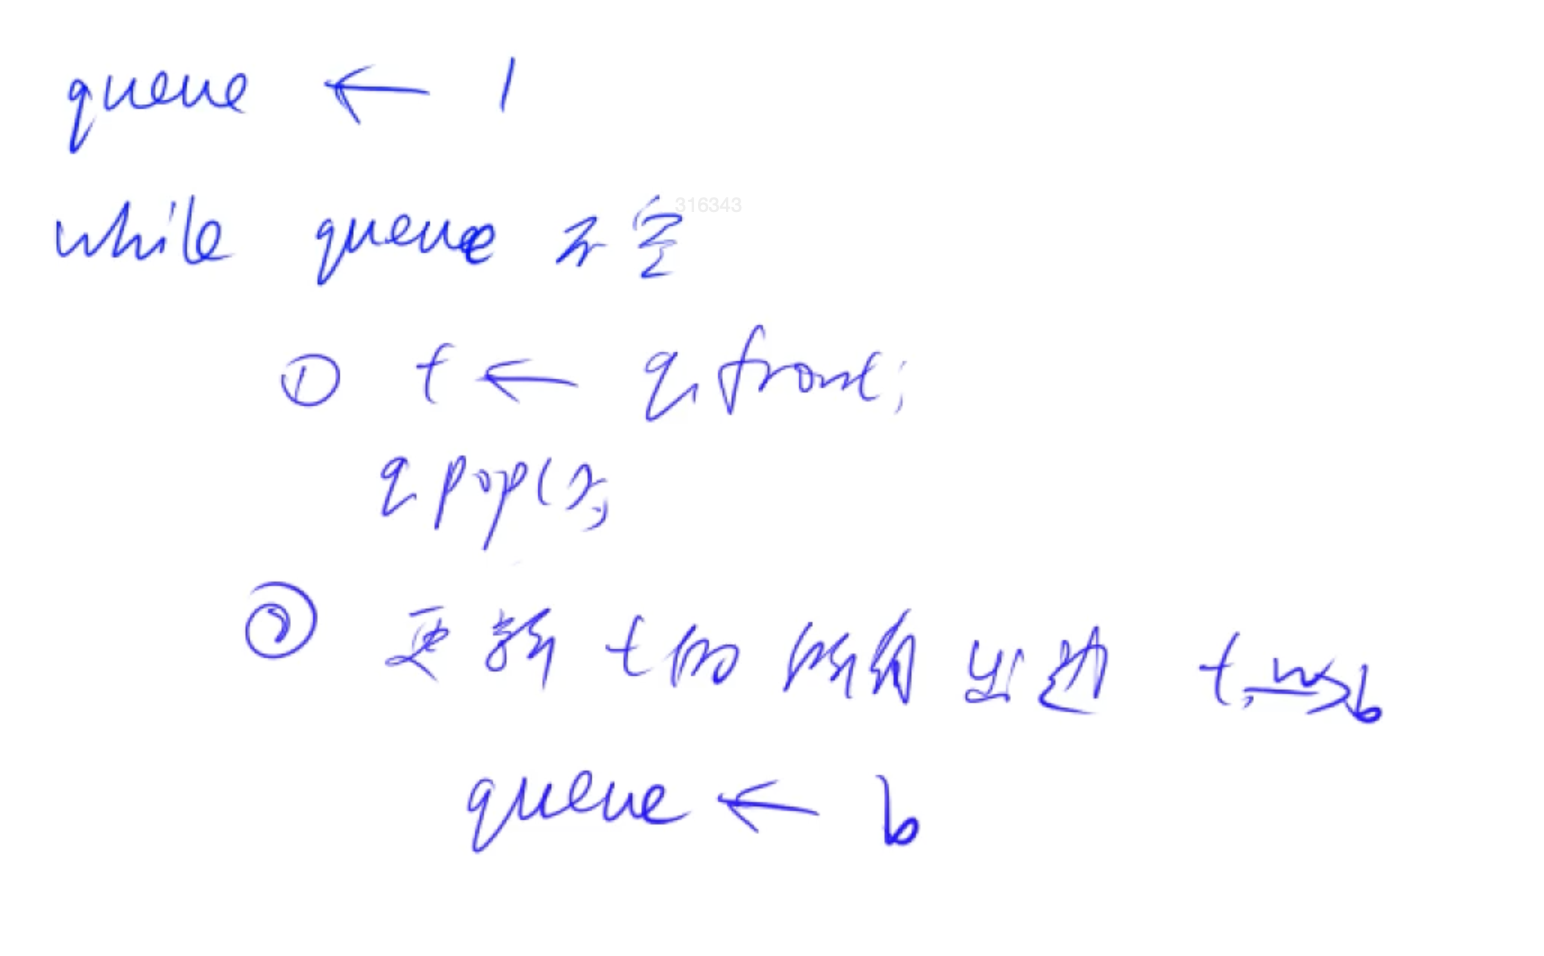 queue ← 1
while queue 不空
316343
① t ← q.front;
q.pop();
② 更新 t的 所有 出边 t, w→b
queue ← b